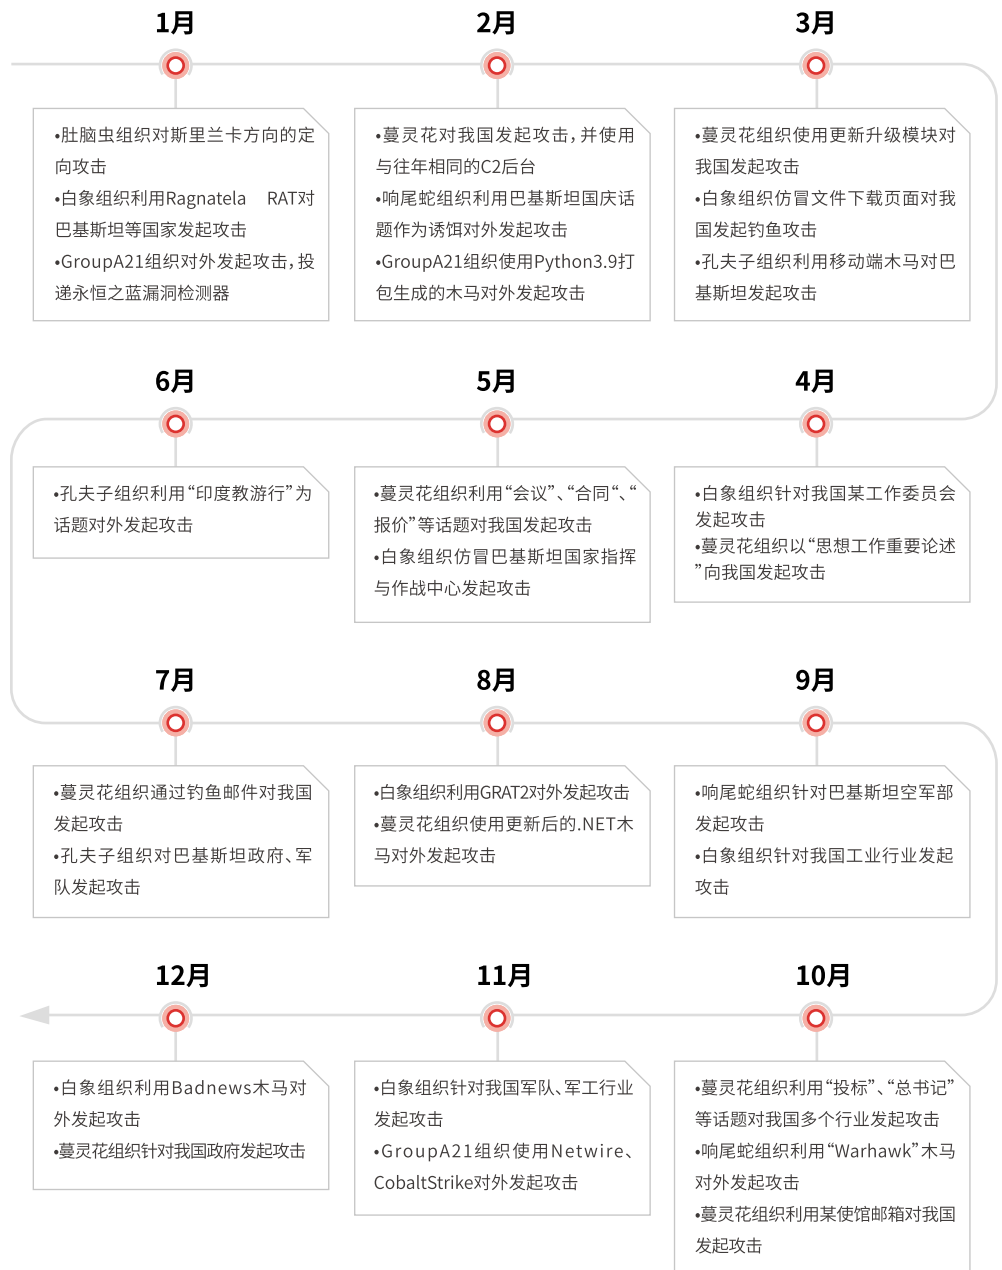 1月
•肚脑虫组织对斯里兰卡方向的定
向攻击
•白象组织利用Ragnatela RAT对
巴基斯坦等国家发起攻击
•GroupA21组织对外发起攻击，投
递永恒之蓝漏洞检测器
2月
•蔓灵花对我国发起攻击，并使用
与往年相同的C2后台
•响尾蛇组织利用巴基斯坦国庆话
题作为诱饵对外发起攻击
•GroupA21组织使用Python3.9打
包生成的木马对外发起攻击
3月
•蔓灵花组织使用更新升级模块对
我国发起攻击
•白象组织仿冒文件下载页面对我
国发起钓鱼攻击
•孔夫子组织利用移动端木马对巴
基斯坦发起攻击
6月
•孔夫子组织利用“印度教游行”为
话题对外发起攻击
5月
•蔓灵花组织利用“会议”、“合同“、“
报价”等话题对我国发起攻击
•白象组织仿冒巴基斯坦国家指挥
与作战中心发起攻击
4月
•白象组织针对我国某工作委员会
发起攻击
•蔓灵花组织以“思想工作重要论述
”向我国发起攻击
7月
•蔓灵花组织通过钓鱼邮件对我国
发起攻击
•孔夫子组织对巴基斯坦政府、军
队发起攻击
8月
•白象组织利用GRAT2对外发起攻击
•蔓灵花组织使用更新后的.NET木
马对外发起攻击
9月
•响尾蛇组织针对巴基斯坦空军部
发起攻击
•白象组织针对我国工业行业发起
攻击
12月
•白象组织利用Badnews木马对
外发起攻击
•蔓灵花组织针对我国政府发起攻击
11月
•白象组织针对我国军队、军工行业
发起攻击
•GroupA21组织使用Netwire、
CobaltStrike对外发起攻击
10月
•蔓灵花组织利用“投标”、“总书记”
等话题对我国多个行业发起攻击
•响尾蛇组织利用“Warhawk”木马
对外发起攻击
•蔓灵花组织利用某使馆邮箱对我国
发起攻击